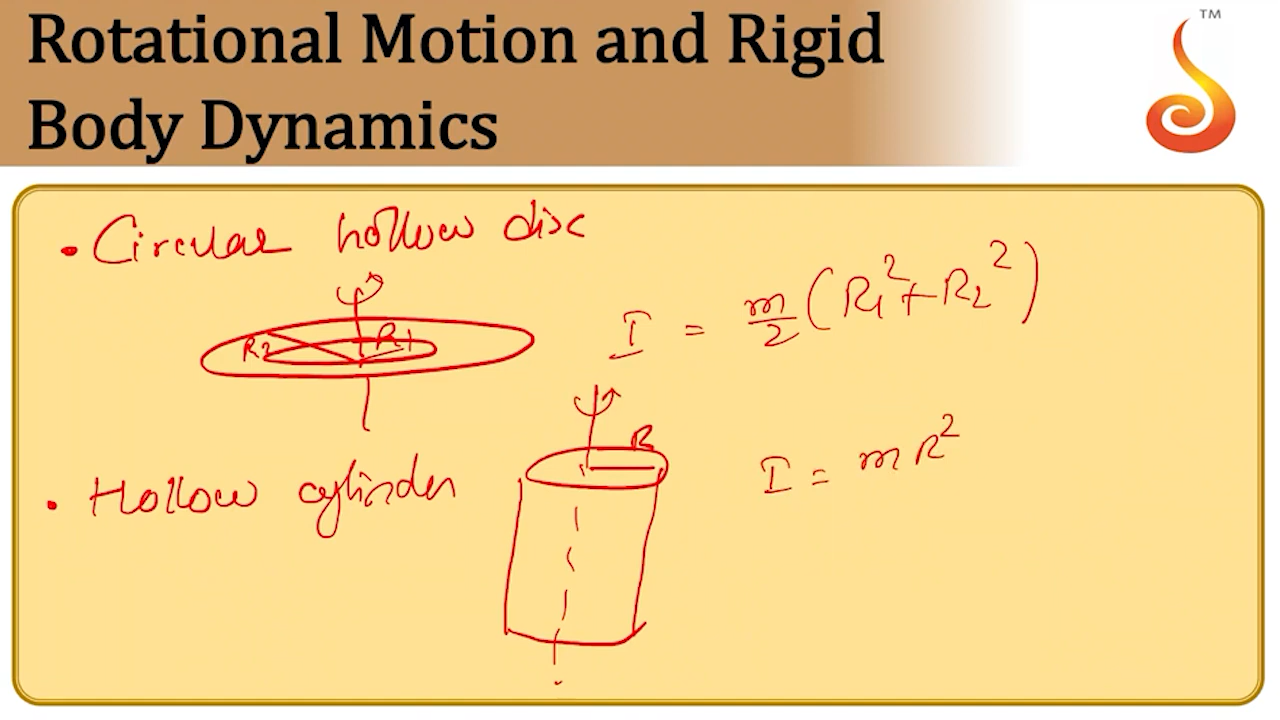 Rotational Motion and Rigid
Body Dynamics
TM
• Circular hollow disc
R2 R1
I = m/2 (R₁² + R₂²)
R
• Hollow cylinder
I = mR²